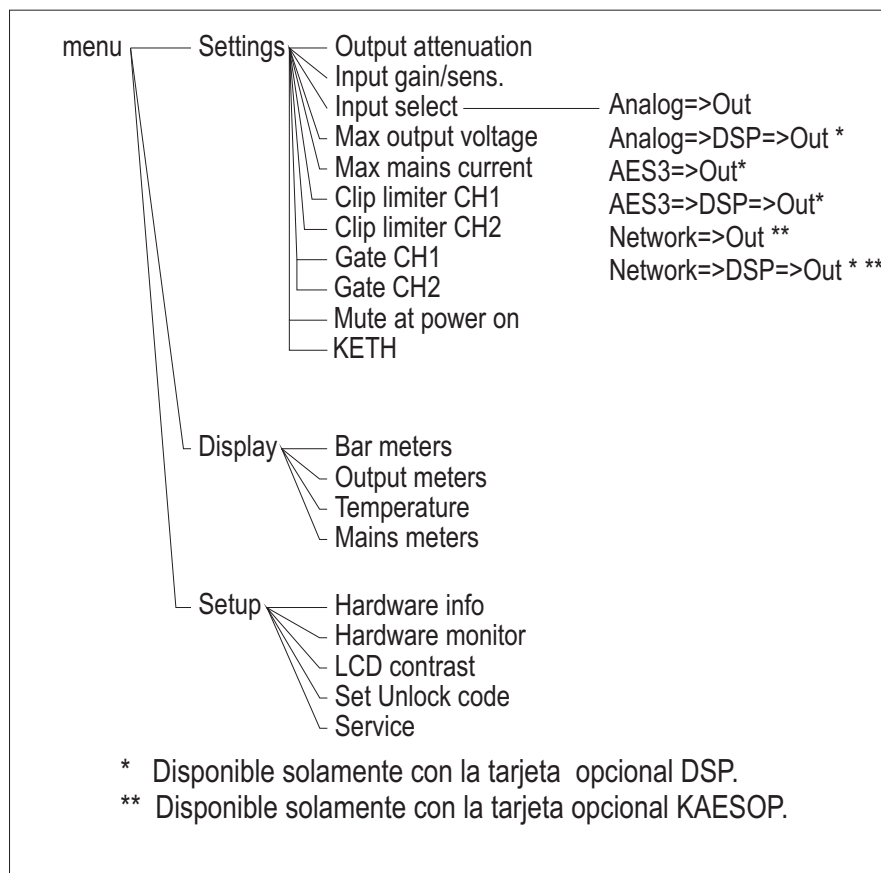 menu
Settings
Output attenuation
Input gain/sens.
Input select
Analog=>Out
Analog=>DSP=>Out *
AES3=>Out*
AES3=>DSP=>Out*
Network=>Out **
Network=>DSP=>Out * **
Max output voltage
Max mains current
Clip limiter CH1
Clip limiter CH2
Gate CH1
Gate CH2
Mute at power on
KETH
Display
Bar meters
Output meters
Temperature
Mains meters
Setup
Hardware info
Hardware monitor
LCD contrast
Set Unlock code
Service
* Disponible solamente con la tarjeta opcional DSP.
** Disponible solamente con la tarjeta opcional KAESOP.